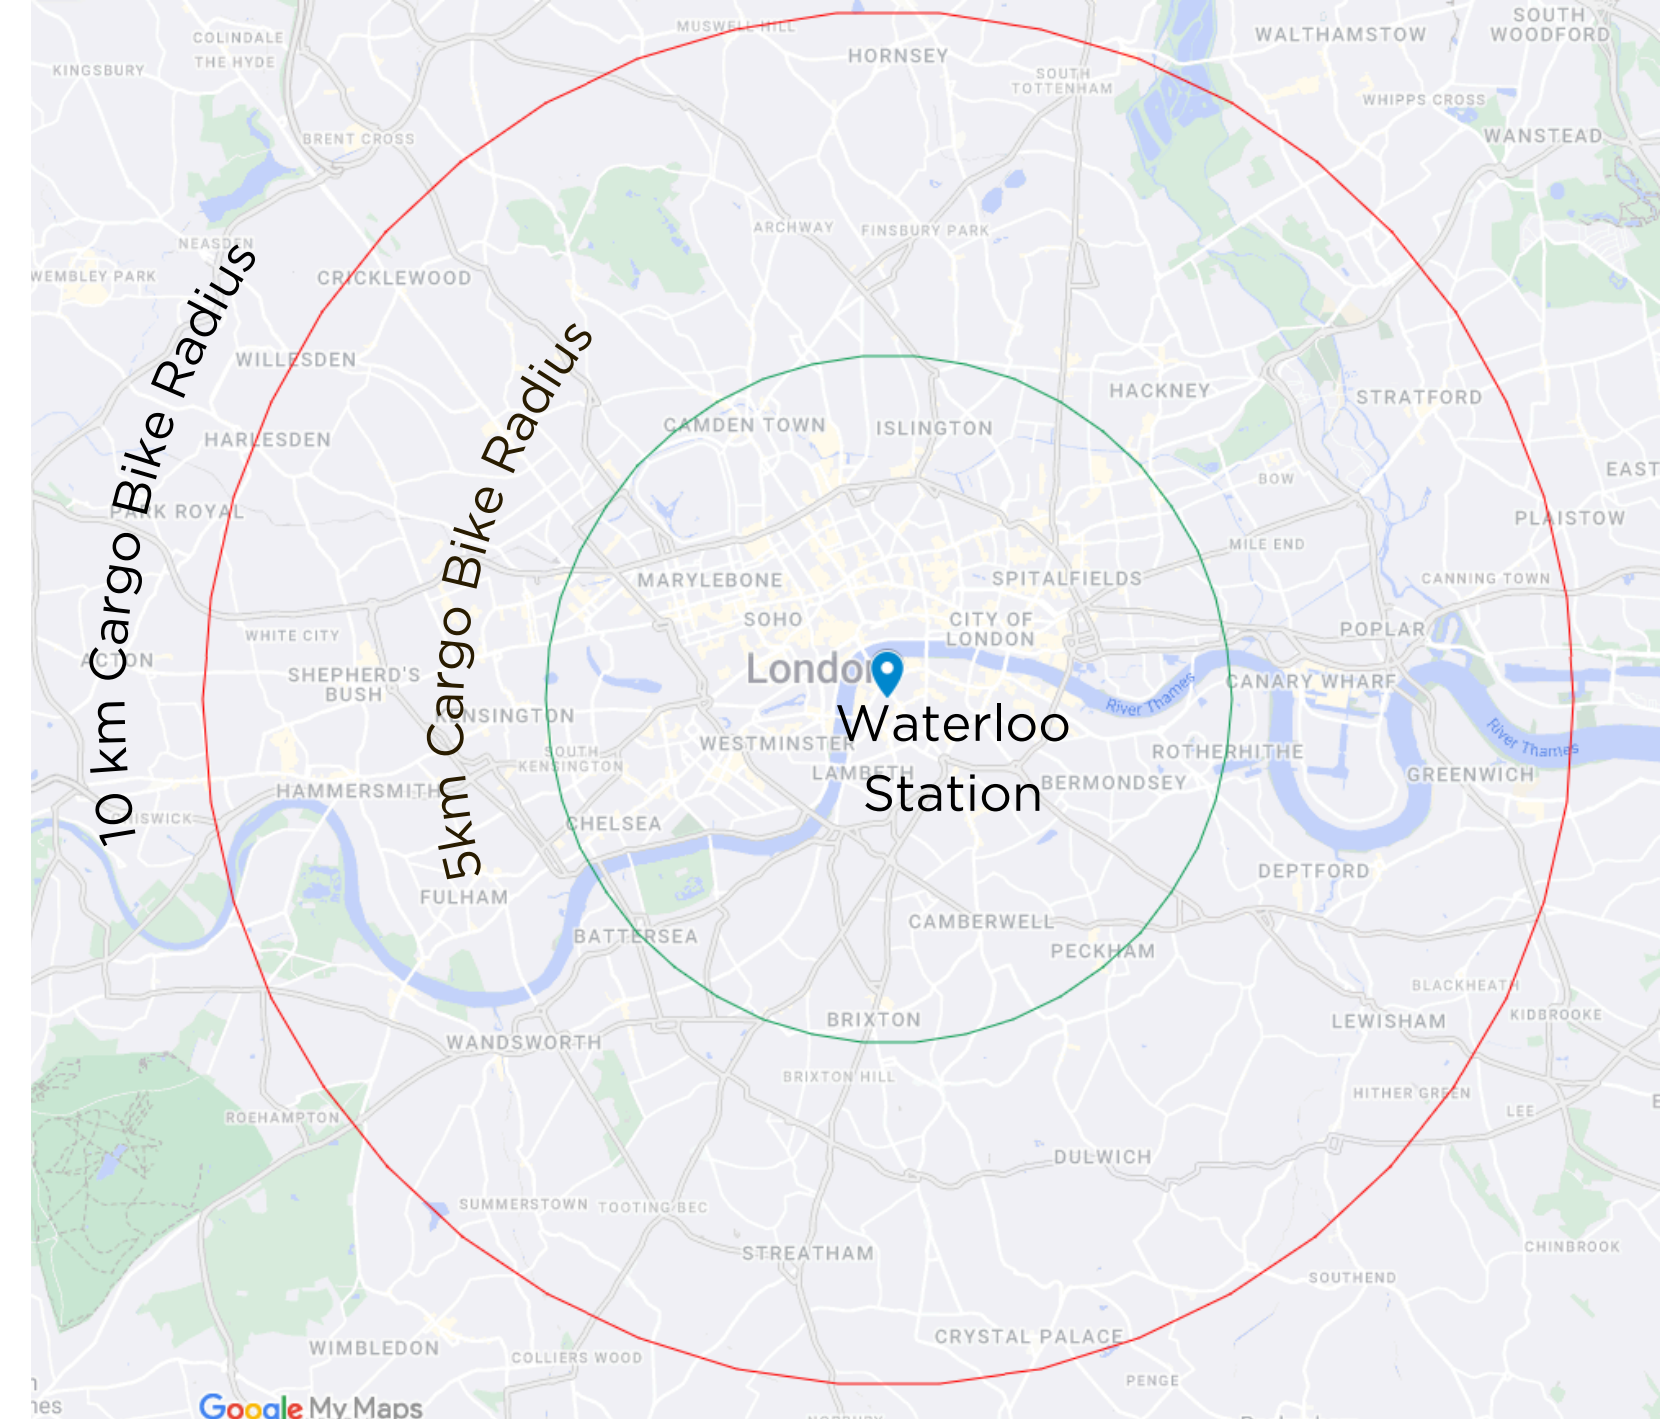 MUSWELL HILL
SOUTH
WOODFORD
COLINDALE
THE HYDE
WALTHAMSTOW
HORNSEY
KINGSBURY
SOUTH
TOTTENHAM
WHIPPS CROSS
BRENT CROSS
WANSTEAD
ARCHWAY
FINSBURY PARK
NEASDEN
WEMBLEY PARK
CRICKLEWOOD
10 km Cargo Bike Radius
5km Cargo Bike Radius
WILLESDEN
HACKNEY
STRATFORD
CAMDEN TOWN
ISLINGTON
HARLESDEN
EAST
BOW
PARK ROYAL
PLAISTOW
MILE END
MARYLEBONE
SPITALFIELDS
CANNING TOWN
SOHO
CITY OF
LONDON
WHITE CITY
POPLAR
ACTON
SHEPHERD'S
BUSH
London
CANARY WHARF
River Thames
KENSINGTON
Waterloo
Station
River Thames
WESTMINSTER
SOUTH
KENSINGTON
ROTHERHITHE
LAMBETH
BERMONDSEY
GREENWICH
HAMMERSMITH
CHISWICK
CHELSEA
DEPTFORD
FULHAM
CAMBERWELL
BATTERSEA
PECKHAM
BLACKHEATH
BRIXTON
LEWISHAM
KIDBROOKE
WANDSWORTH
BRIXTON HILL
HITHER GREEN
LEE
ROEHAMPTON
DULWICH
SUMMERSTOWN
TOOTING BEC
STREATHAM
CHINBROOK
SOUTHEND
CRYSTAL PALACE
WIMBLEDON
COLLIERS WOOD
PENGE
Google My Maps